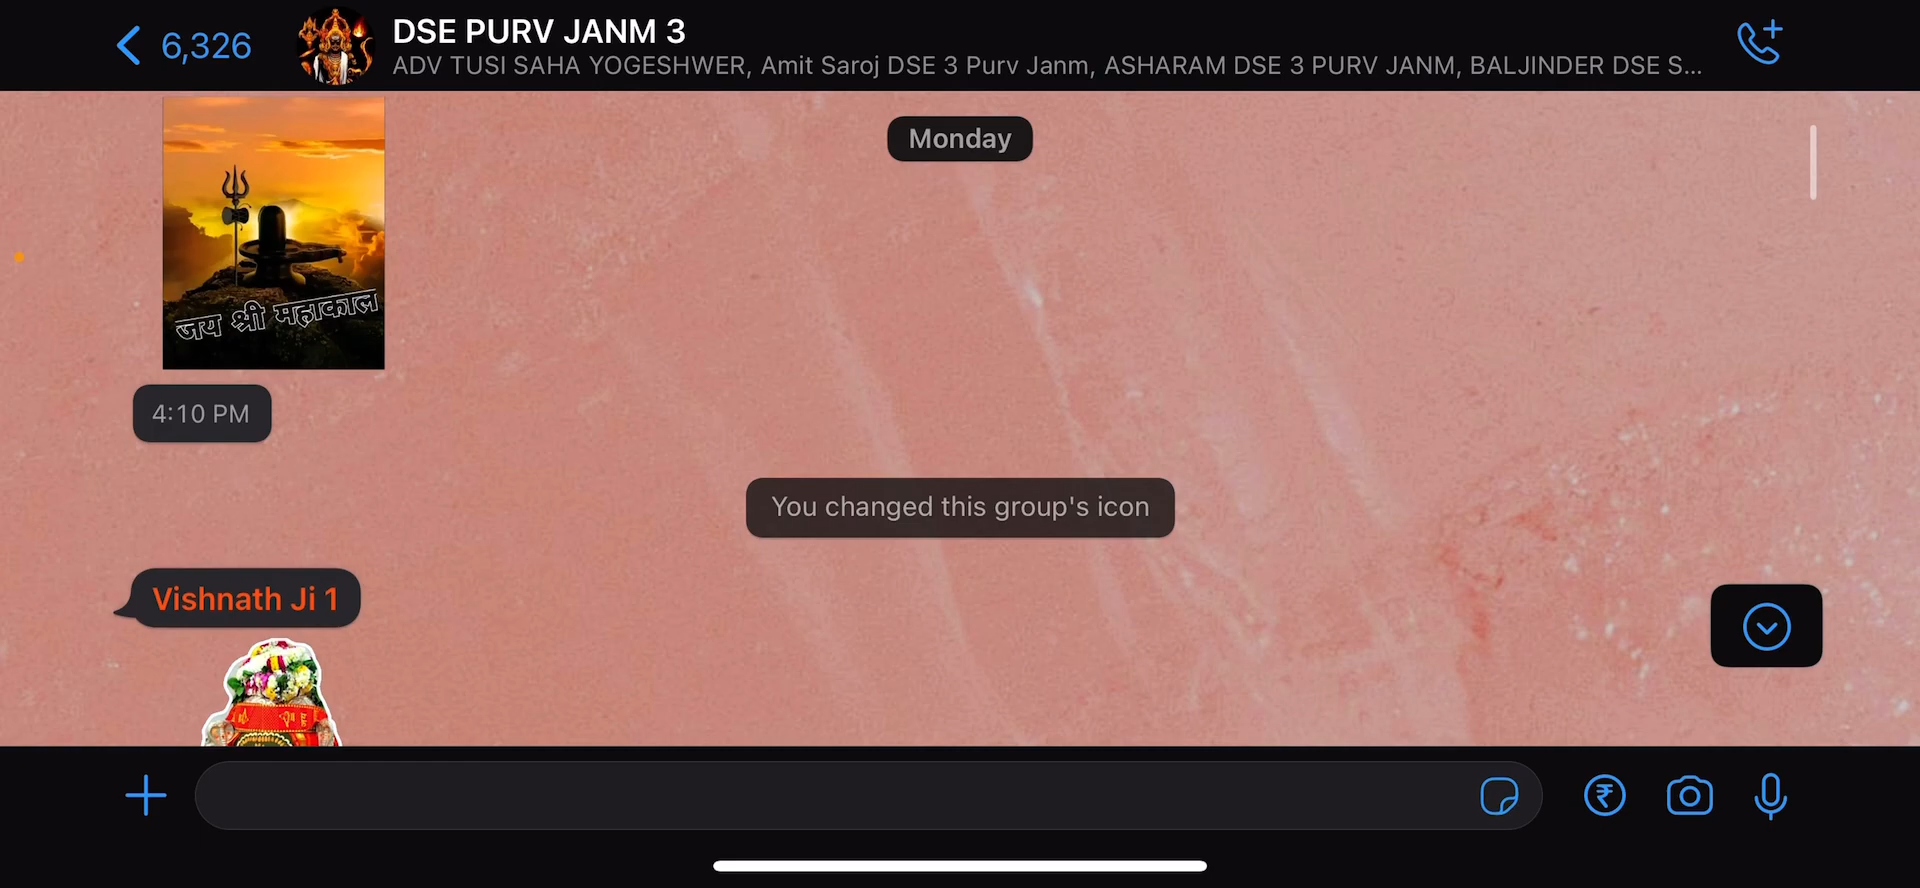 6,326
DSE PURV JANM 3
ADV TUSI SAHA YOGESHWER, Amit Saroj DSE 3 Purv Janm, ASHARAM DSE 3 PURV JANM, BALJINDER DSE S...
Monday
जय श्री महाकाल
4:10 PM
You changed this group's icon
Vishnath Ji 1